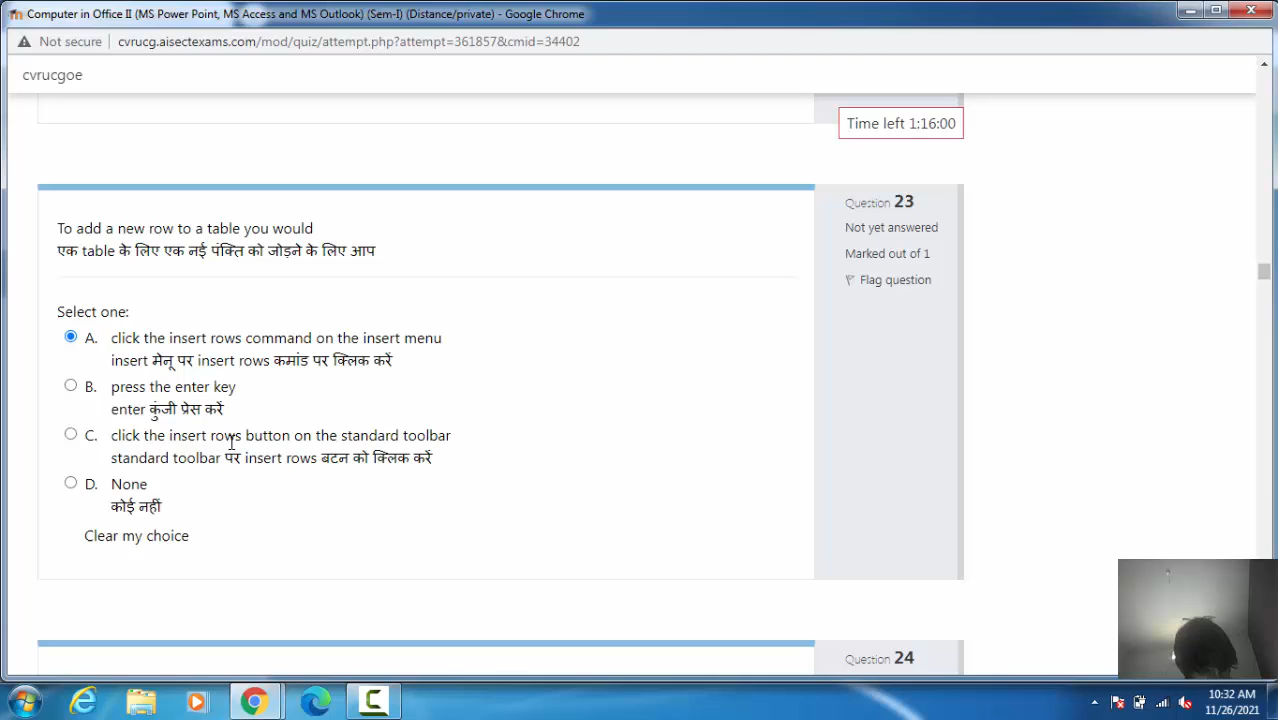 Computer in Office II (MS Power Point, MS Access and MS Outlook) (Sem-I) (Distance/private) - Google Chrome
Not secure cvrucg.aisectexams.com/mod/quiz/attempt.php?attempt=361857&cmid=34402
cvrucgoe
Time left 1:16:00
Question 23
Not yet answered
Marked out of 1
Flag question
To add a new row to a table you would
एक table के लिए एक नई पंक्ति को जोड़ने के लिए आप
Select one:
A. click the insert rows command on the insert menu
insert मेनू पर insert rows कमांड पर क्लिक करें
B. press the enter key
enter कुंजी प्रेस करें
C. click the insert rows button on the standard toolbar
standard toolbar पर insert rows बटन को क्लिक करें
D. None
कोई नहीं
Clear my choice
Question 24
10:32 AM
11/26/2021